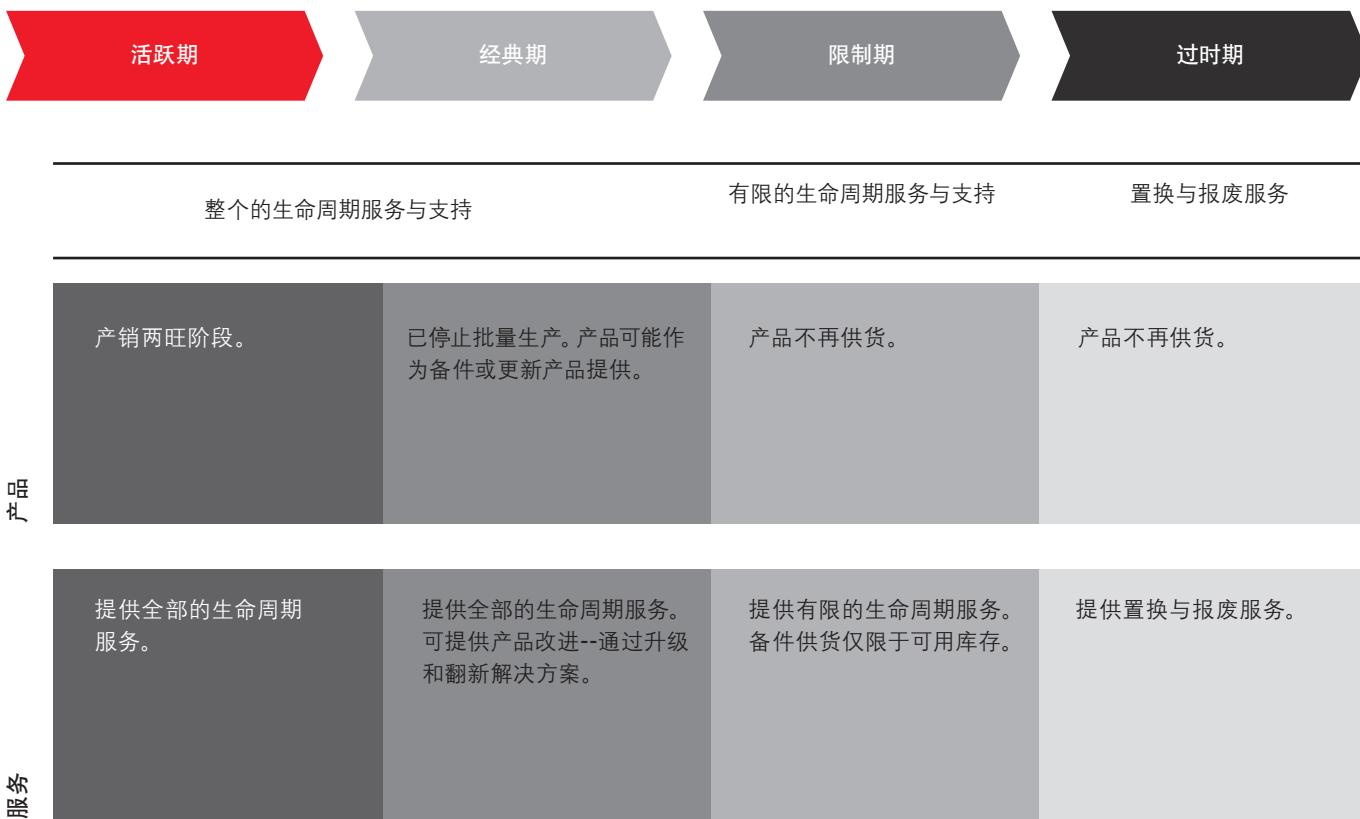 活跃期
经典期
限制期
过时期
整个的生命周期服务与支持
有限的生命周期服务与支持
置换与报废服务
产品
产销两旺阶段。
已停止批量生产。产品可能作
为备件或更新产品提供。
产品不再供货。
产品不再供货。
服务
提供全部的生命周期
服务。
提供全部的生命周期服务。
可提供产品改进--通过升级
和翻新解决方案。
提供有限的生命周期服务。
备件供货仅限于可用库存。
提供置换与报废服务。